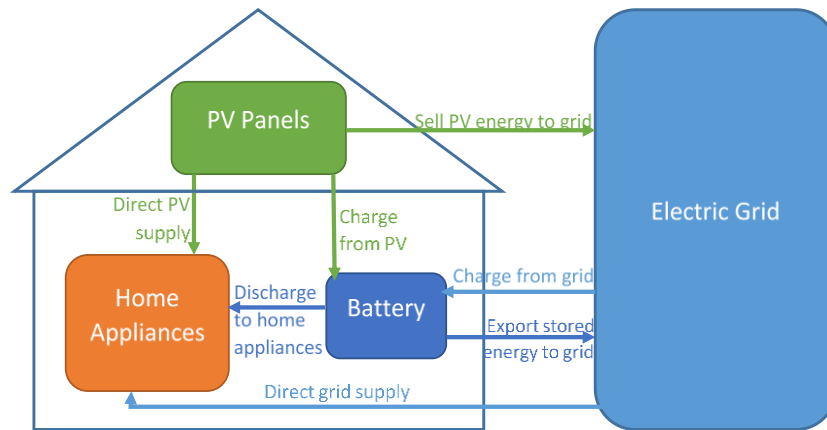 PV Panels
Sell PV energy to grid
Electric Grid
Direct PV
supply
Charge
from PV
Home
Appliances
Discharge
to home
appliances
Battery
Charge from grid
Export stored
energy to grid
Direct grid supply